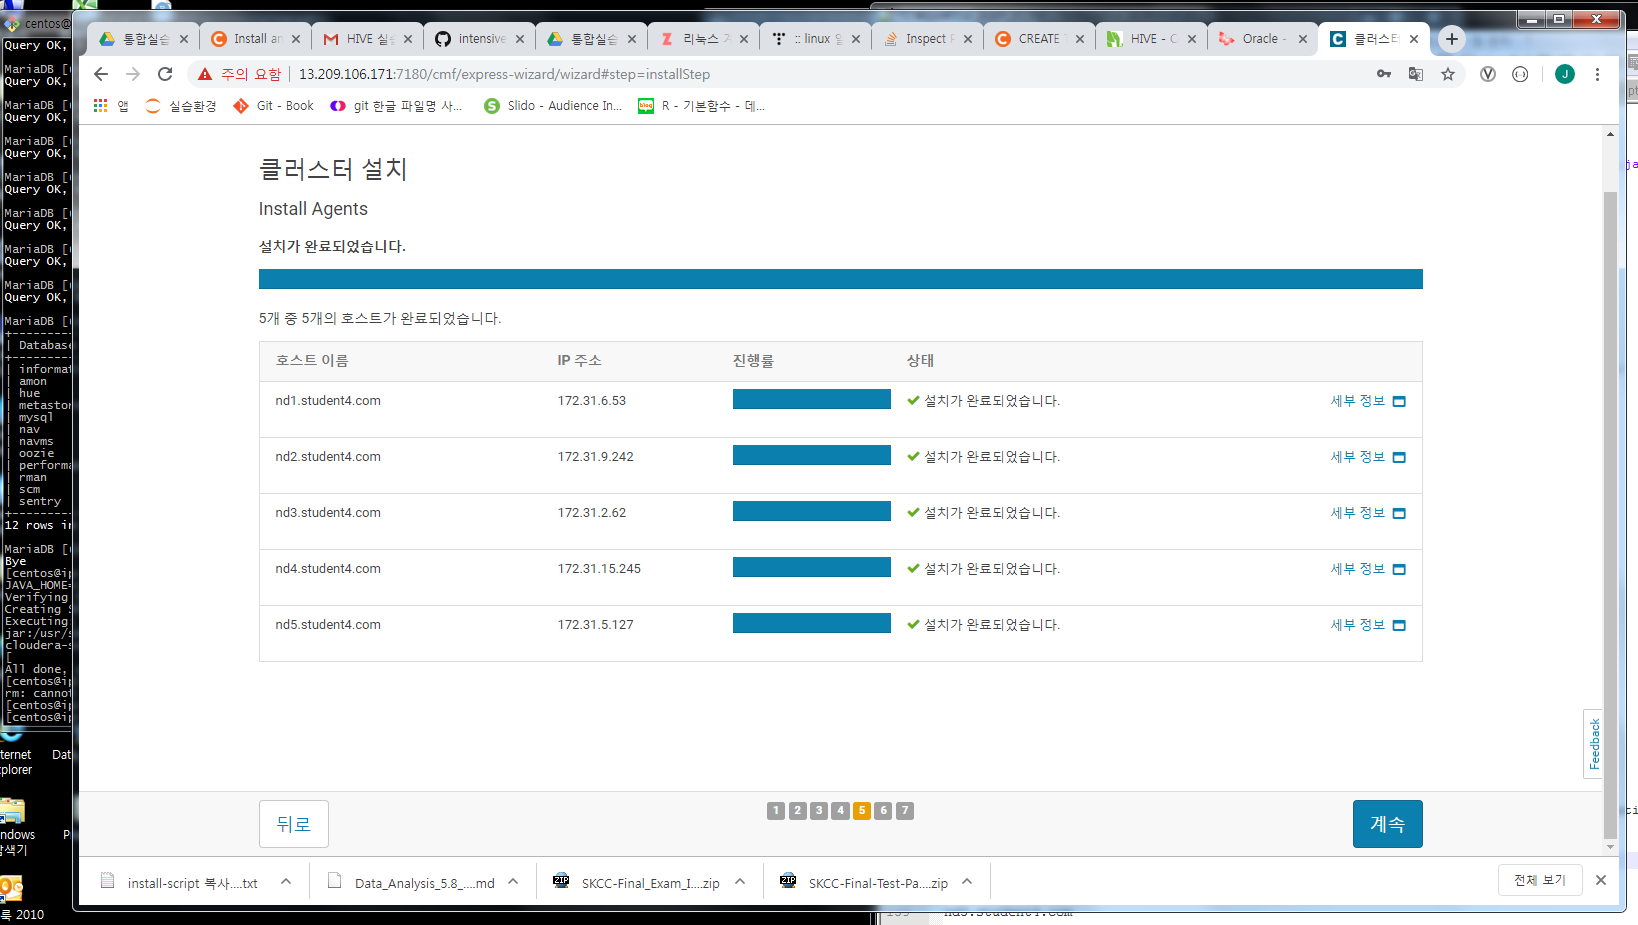 centos@
통합실습
Install an
HIVE 실습
intensive
통합실습
리눅스
:: linux
Inspect
CREATE
HIVE - C
Oracle -
클러스터
주의 요함
13.209.106.171:7180/cmf/express-wizard/wizard#step=installStep
J
앱
실습환경
Git - Book
git 한글 파일명 사...
Slido - Audience In...
R - 기본함수 - 데...
Query OK,
MariaDB [
Query OK,
MariaDB [
Query OK,
MariaDB [
Query OK,
MariaDB [
Query OK,
MariaDB [
Query OK,
MariaDB [
Query OK,
MariaDB [
Query OK,
MariaDB [
| Database
| informat
| amon
| hue
| metastor
| mysql
| nav
| navms
| oozie
| performa
| rman
| scm
| sentry
12 rows in
MariaDB [
Bye
[centos@ip
JAVA_HOME=
Verifying
Creating S
Executing
jar:/usr/s
cloudera-s
[
All done,
[centos@ip
rm: cannot
[centos@ip
[centos@ip
클러스터 설치
Install Agents
설치가 완료되었습니다.
5개 중 5개의 호스트가 완료되었습니다.
호스트 이름 IP 주소 진행률 상태
nd1.student4.com 172.31.6.53 설치가 완료되었습니다. 세부 정보
nd2.student4.com 172.31.9.242 설치가 완료되었습니다. 세부 정보
nd3.student4.com 172.31.2.62 설치가 완료되었습니다. 세부 정보
nd4.student4.com 172.31.15.245 설치가 완료되었습니다. 세부 정보
nd5.student4.com 172.31.5.127 설치가 완료되었습니다. 세부 정보
Feedback
뒤로
1 2 3 4 5 6 7
계속
install-script 복사....txt
Data_Analysis_5.8_....md
SKCC-Final_Exam_I....zip
SKCC-Final-Test-Pa....zip
전체 보기
ternet
plorer
Dat
ndows
색기
P
룩 2010
ja
nd5.student4.com